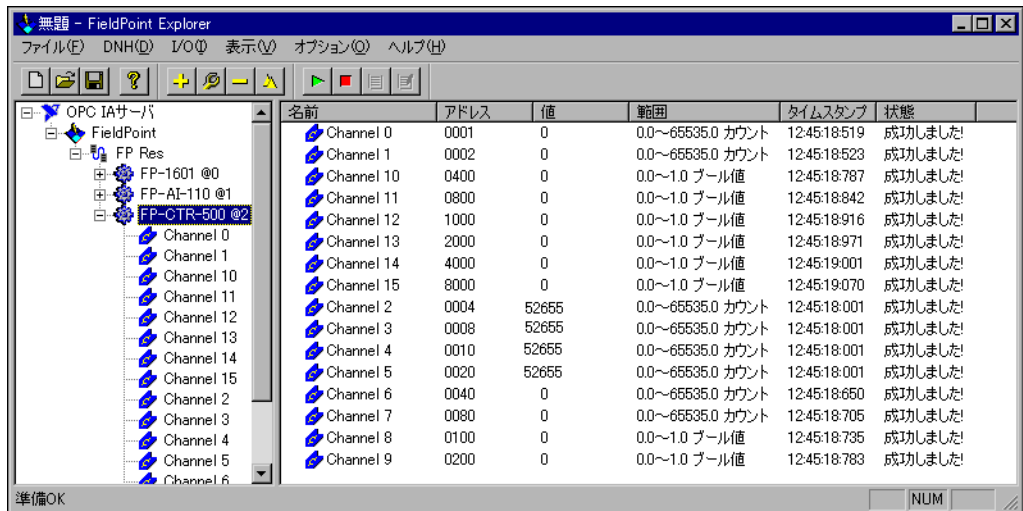 無題 - FieldPoint Explorer
ファイル(F) DNH(D) I/O(I) 表示(V) オプション(O) ヘルプ(H)
OPC IAサーバ
FieldPoint
FP Res
FP-1601 @0
FP-AI-110 @1
FP-CTR-500 @2
Channel 0
Channel 1
Channel 10
Channel 11
Channel 12
Channel 13
Channel 14
Channel 15
Channel 2
Channel 3
Channel 4
Channel 5
Channel 6
名前 アドレス 値 範囲 タイムスタンプ 状態
Channel 0 0001 0 0.0～65535.0 カウント 12:45:18:519 成功しました!
Channel 1 0002 0 0.0～65535.0 カウント 12:45:18:523 成功しました!
Channel 10 0400 0 0.0～1.0 ブール値 12:45:18:787 成功しました!
Channel 11 0800 0 0.0～1.0 ブール値 12:45:18:842 成功しました!
Channel 12 1000 0 0.0～1.0 ブール値 12:45:18:916 成功しました!
Channel 13 2000 0 0.0～1.0 ブール値 12:45:18:971 成功しました!
Channel 14 4000 0 0.0～1.0 ブール値 12:45:19:001 成功しました!
Channel 15 8000 0 0.0～1.0 ブール値 12:45:19:070 成功しました!
Channel 2 0004 52655 0.0～65535.0 カウント 12:45:18:001 成功しました!
Channel 3 0008 52655 0.0～65535.0 カウント 12:45:18:001 成功しました!
Channel 4 0010 52655 0.0～65535.0 カウント 12:45:18:001 成功しました!
Channel 5 0020 52655 0.0～65535.0 カウント 12:45:18:001 成功しました!
Channel 6 0040 0 0.0～65535.0 カウント 12:45:18:650 成功しました!
Channel 7 0080 0 0.0～65535.0 カウント 12:45:18:705 成功しました!
Channel 8 0100 0 0.0～1.0 ブール値 12:45:18:735 成功しました!
Channel 9 0200 0 0.0～1.0 ブール値 12:45:18:783 成功しました!
準備OK NUM